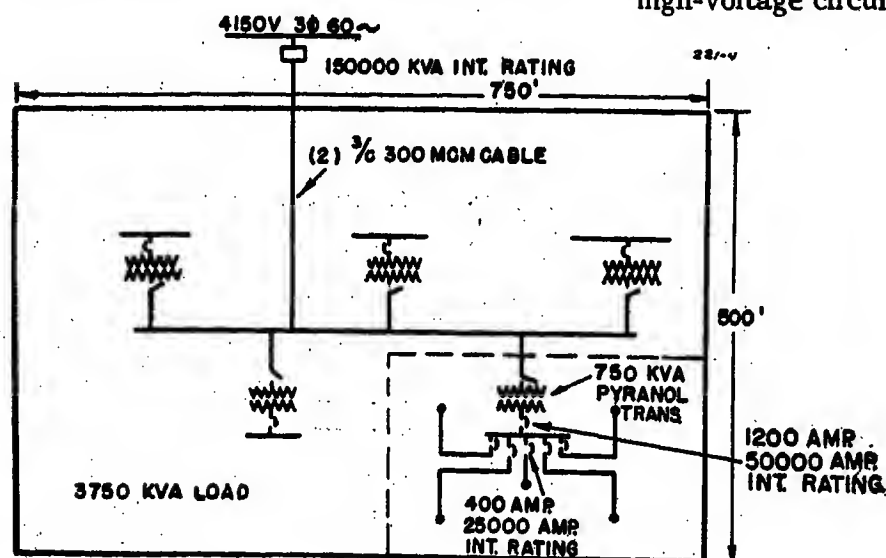 high-voltage circui
4150V 3Φ 60~
150000 KVA INT. RATING
750'
(2) 3/C 300 MCM CABLE
500'
750 KVA
PYRANOL
TRANS.
1200 AMP.
50000 AMP.
INT. RATING
3750 KVA LOAD
400 AMP.
25000 AMP.
INT. RATING